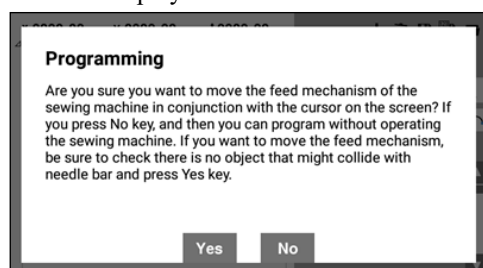 Programming
Are you sure you want to move the feed mechanism of the
sewing machine in conjunction with the cursor on the screen? If
you press No key, and then you can program without operating
the sewing machine. If you want to move the feed mechanism,
be sure to check there is no object that might collide with
needle bar and press Yes key.
Yes No